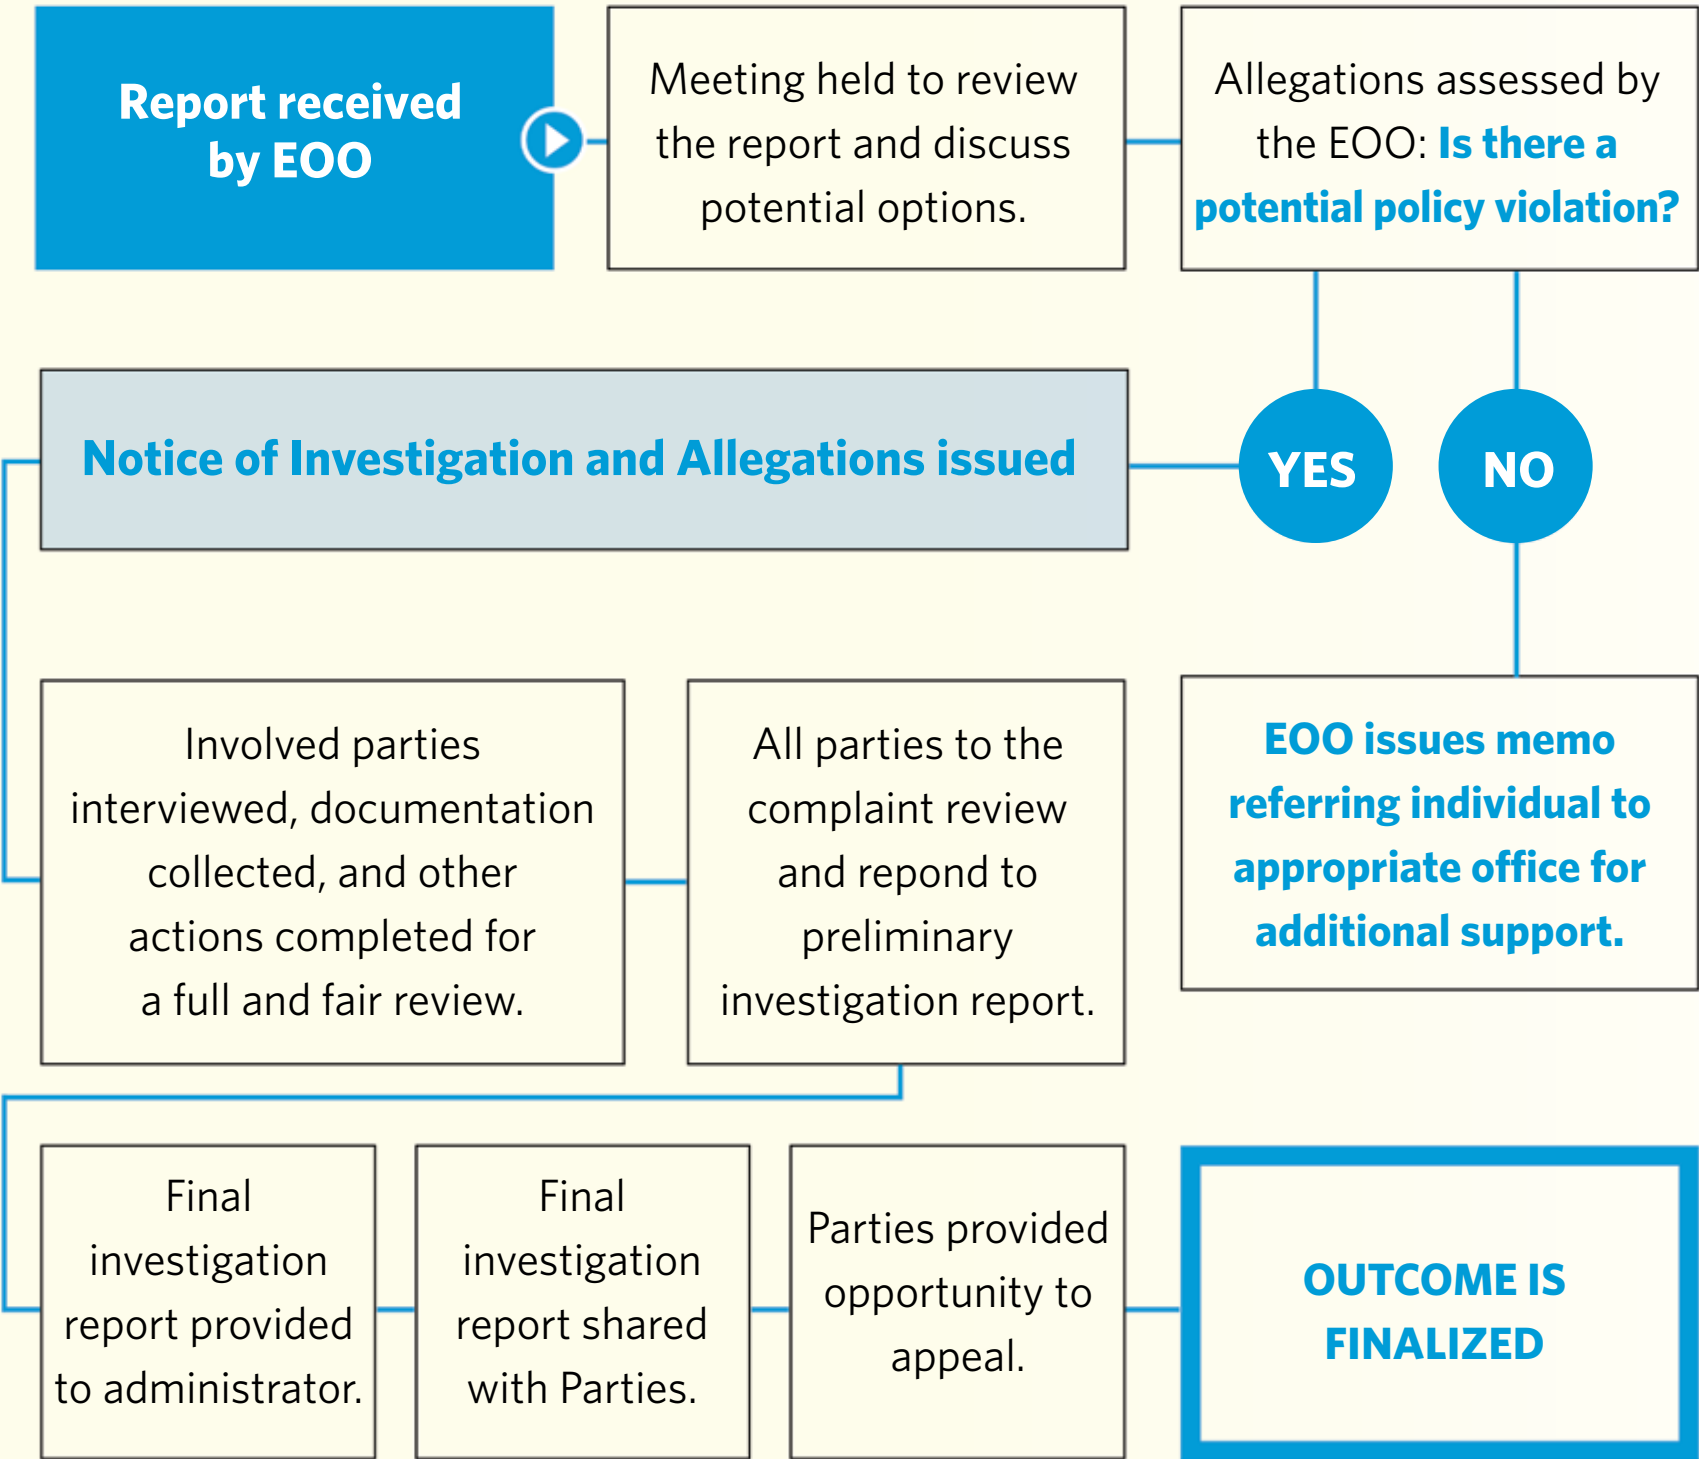 Report received
by EOO
Meeting held to review
the report and discuss
potential options.
Allegations assessed by
the EOO: Is there a
potential policy violation?
YES
NO
Notice of Investigation and Allegations issued
Involved parties
interviewed, documentation
collected, and other
actions completed for
a full and fair review.
All parties to the
complaint review
and repond to
preliminary
investigation report.
EOO issues memo
referring individual to
appropriate office for
additional support.
Final
investigation
report provided
to administrator.
Final
investigation
report shared
with Parties.
Parties provided
opportunity to
appeal.
OUTCOME IS
FINALIZED